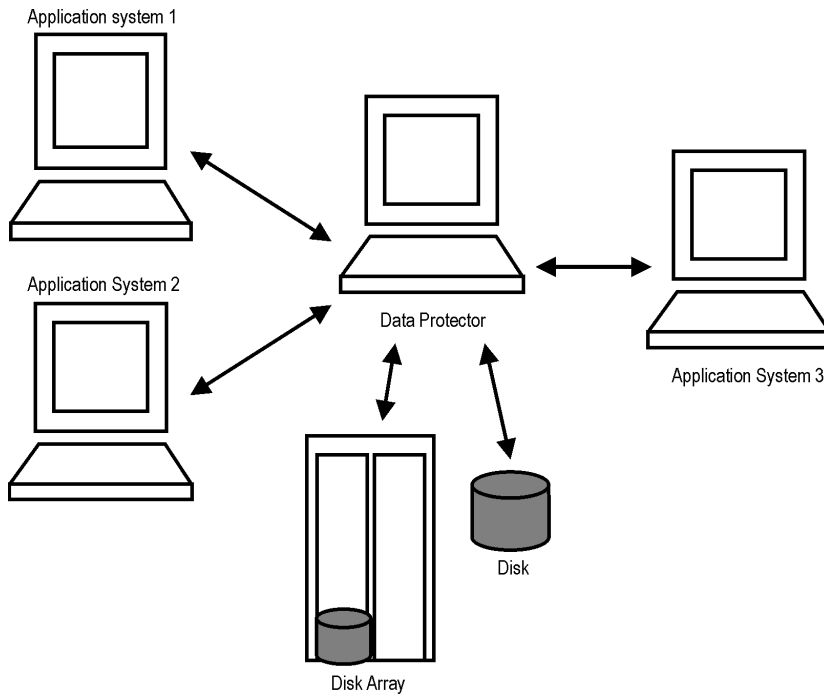 Application system 1
Application System 2
Data Protector
Application System 3
Disk
Disk Array